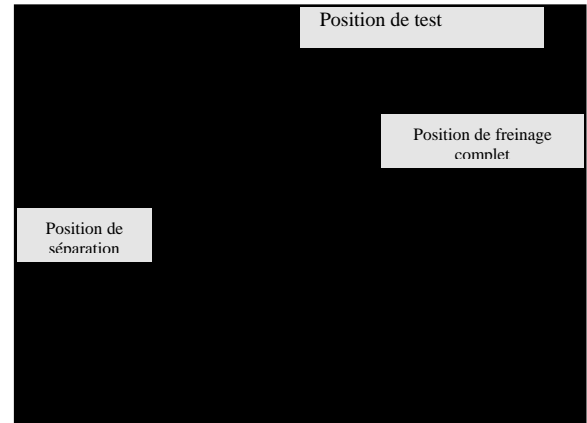 Position de test
Position de freinage
complet
Position de
séparation